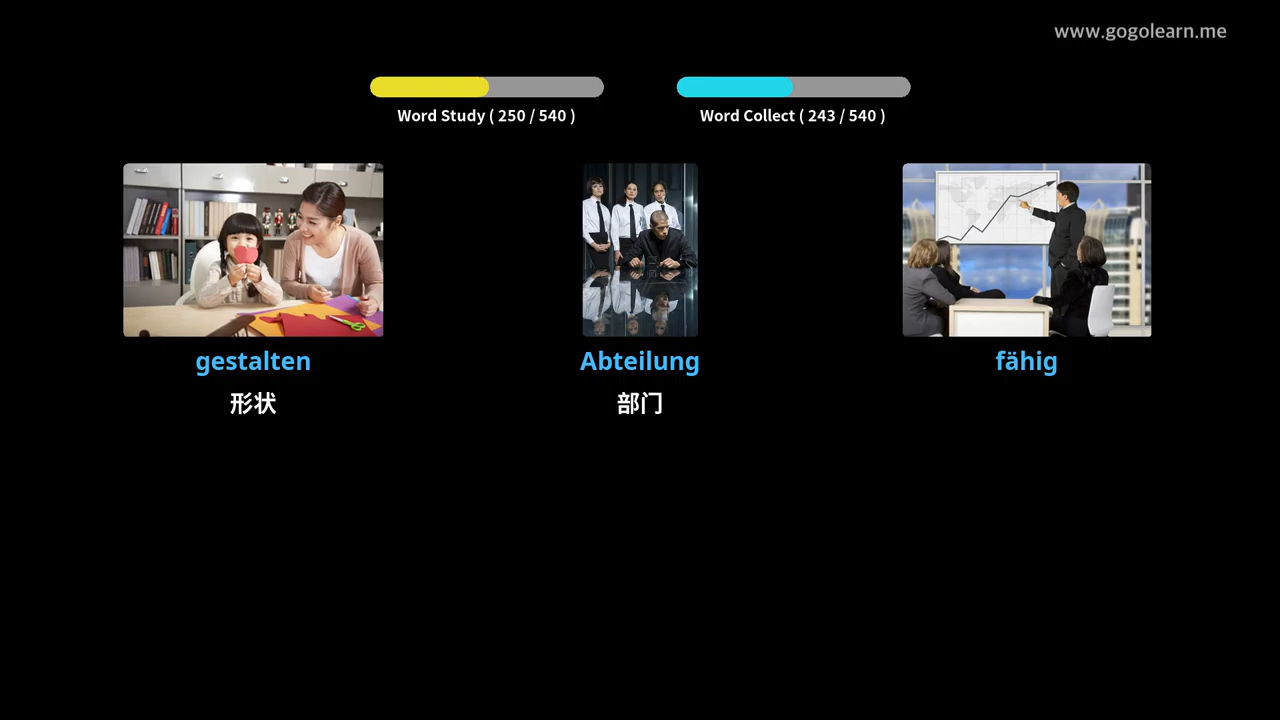 www.gogolearn.me
Word Study ( 250 / 540 )
Word Collect ( 243 / 540 )
gestalten
Abteilung
fähig
形状
部门